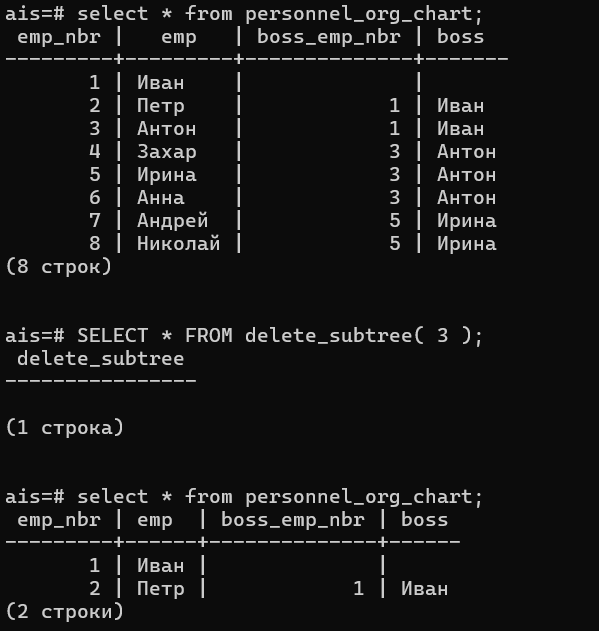 ais=# select * from personnel_org_chart;
 emp_nbr |   emp   | boss_emp_nbr | boss
---------+---------+--------------+-------
       1 | Иван    |              |
       2 | Петр    |            1 | Иван
       3 | Антон   |            1 | Иван
       4 | Захар   |            3 | Антон
       5 | Ирина   |            3 | Антон
       6 | Анна    |            3 | Антон
       7 | Андрей  |            5 | Ирина
       8 | Николай |            5 | Ирина
(8 строк)
ais=# SELECT * FROM delete_subtree( 3 );
 delete_subtree
----------------
(1 строка)
ais=# select * from personnel_org_chart;
 emp_nbr | emp  | boss_emp_nbr | boss
---------+------+--------------+------
       1 | Иван |              |
       2 | Петр |            1 | Иван
(2 строки)